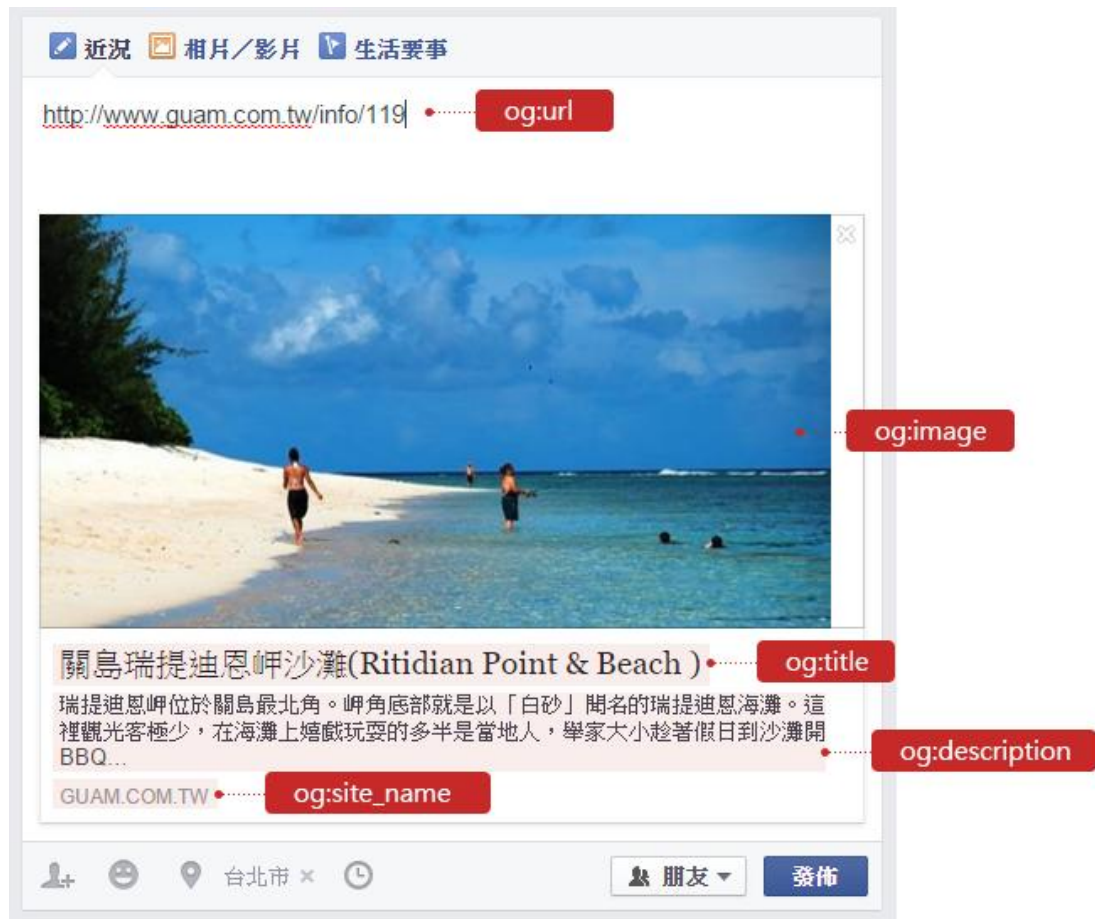 近況 相片／影片 生活要事
http://www.guam.com.tw/info/119 og:url
og:image
關島瑞提迪恩岬沙灘(Ritidian Point & Beach ) og:title
瑞提迪恩岬位於關島最北角。岬角底部就是以「白砂」聞名的瑞提迪恩海灘。這
裡觀光客極少，在海灘上嬉戲玩耍的多半是當地人，舉家大小趁著假日到沙灘開
BBQ...
og:description
GUAM.COM.TW og:site_name
台北市 × 朋友 發佈